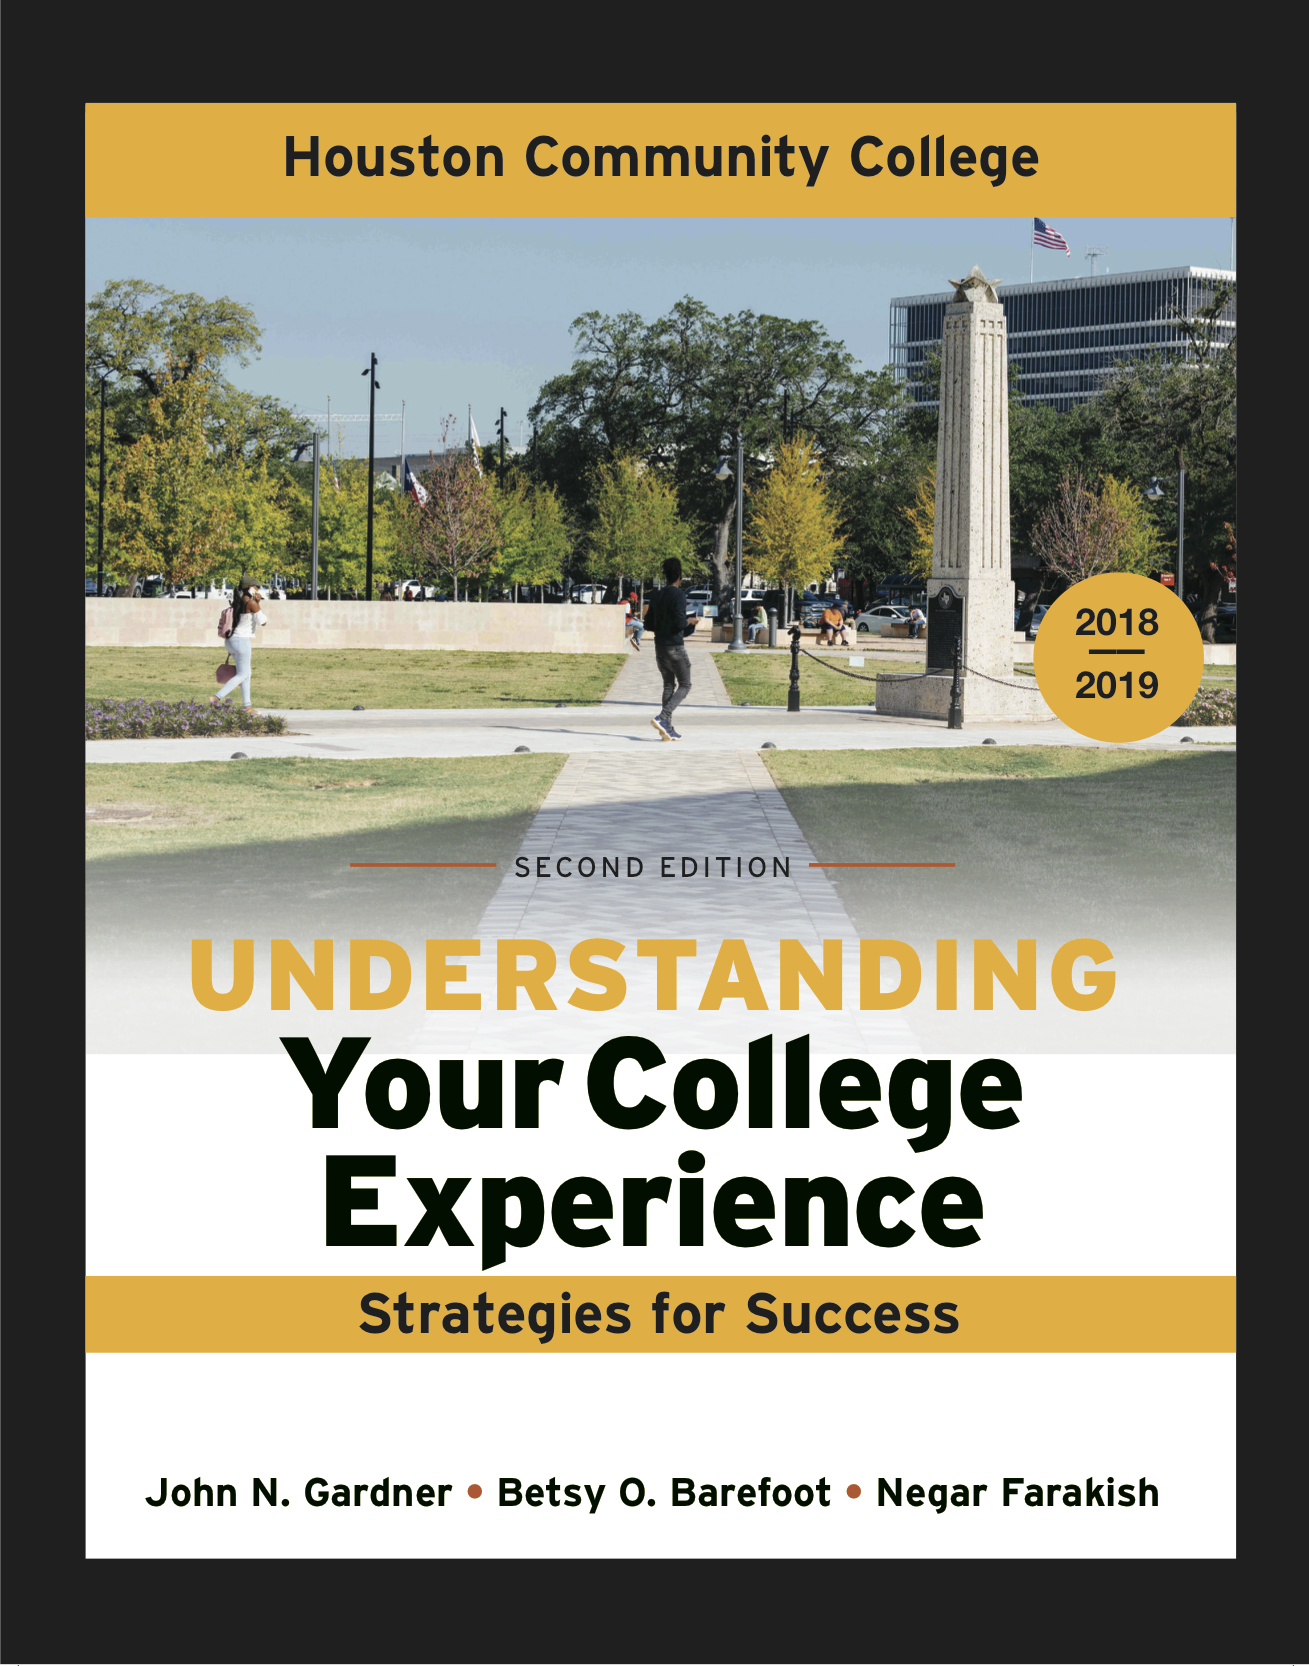 Houston Community College
2018
2019
SECOND EDITION
UNDERSTANDING
Your College
Experience
Strategies for Success
John N. Gardner • Betsy O. Barefoot • Negar Farakish